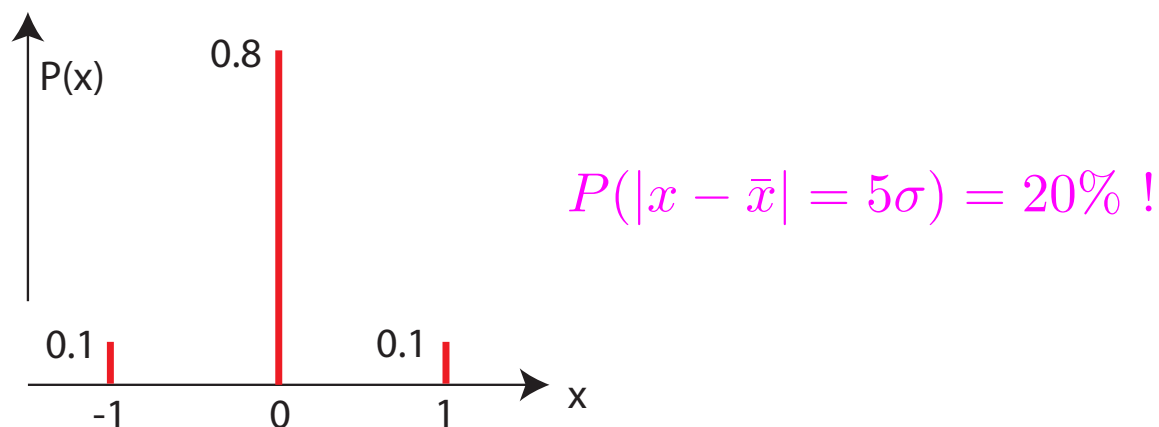 0.8
P(x)
P(|x − x̄| = 5σ) = 20% !
0.1
0.1
x
-1
0
1